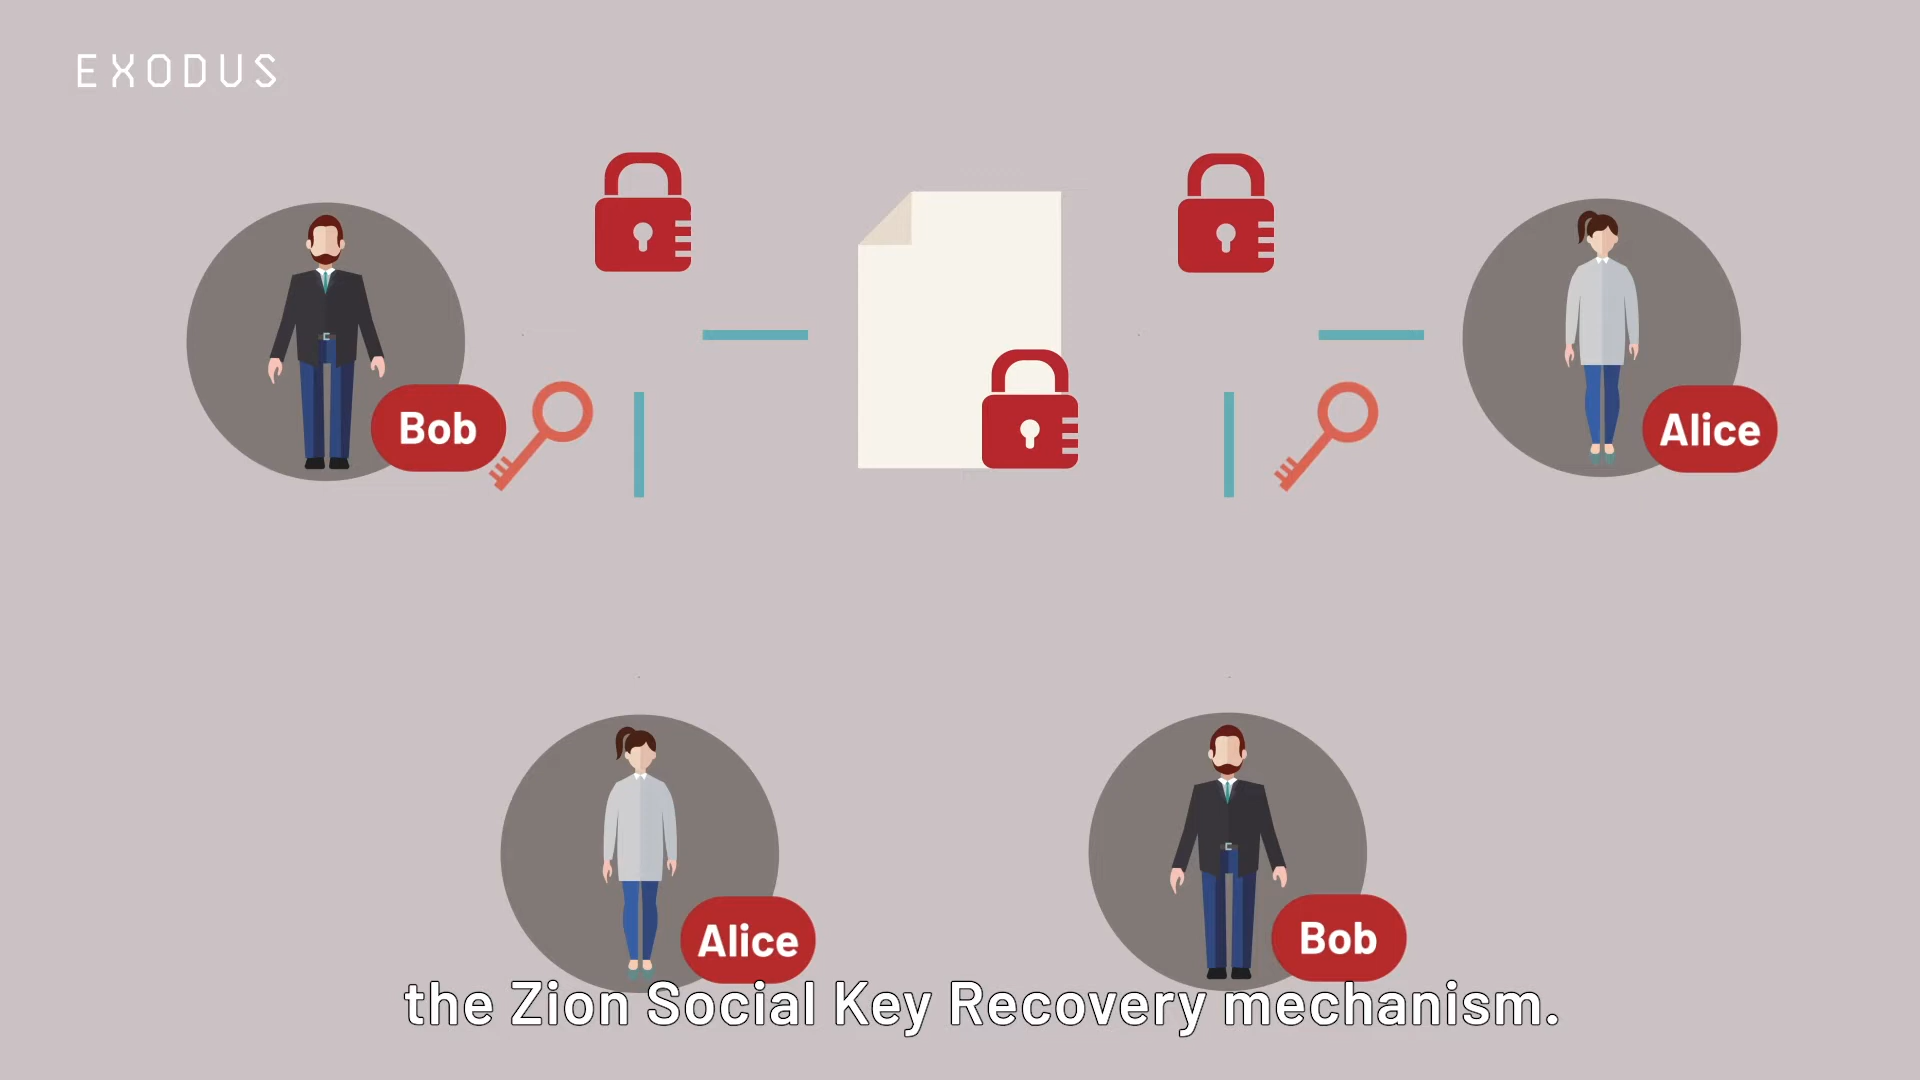 EXODUS
Bob
Alice
Alice
Bob
the Zion Social Key Recovery mechanism.